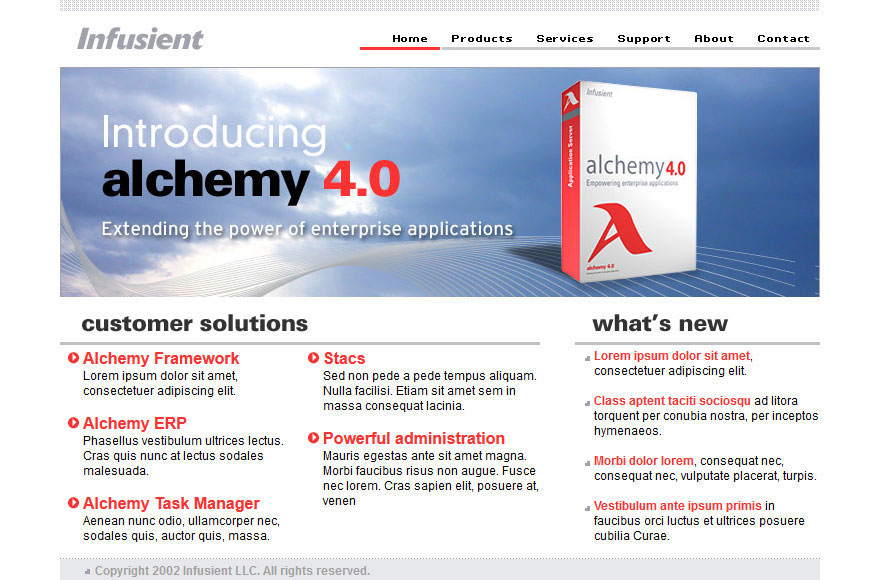 Infusient
Home
Products
Services
Support
About
Contact
Introducing
alchemy 4.0
Extending the power of enterprise applications
Infusient
Application Server
alchemy4.0
Empowering enterprise applications
alchemy 4.0
customer solutions
Alchemy Framework
Lorem ipsum dolor sit amet,
consectetuer adipiscing elit.
Alchemy ERP
Phasellus vestibulum ultrices lectus.
Cras quis nunc at lectus sodales
malesuada.
Alchemy Task Manager
Aenean nunc odio, ullamcorper nec,
sodales quis, auctor quis, massa.
Stacs
Sed non pede a pede tempus aliquam.
Nulla facilisi. Etiam sit amet sem in
massa consequat lacinia.
Powerful administration
Mauris egestas ante sit amet magna.
Morbi faucibus risus non augue. Fusce
nec lorem. Cras sapien elit, posuere at,
venen
what's new
Lorem ipsum dolor sit amet,
consectetuer adipiscing elit.
Class aptent taciti sociosqu ad litora
torquent per conubia nostra, per inceptos
hymenaeos.
Morbi dolor lorem, consequat nec,
consequat nec, vulputate placerat, turpis.
Vestibulum ante ipsum primis in
faucibus orci luctus et ultrices posuere
cubilia Curae.
Copyright 2002 Infusient LLC. All rights reserved.